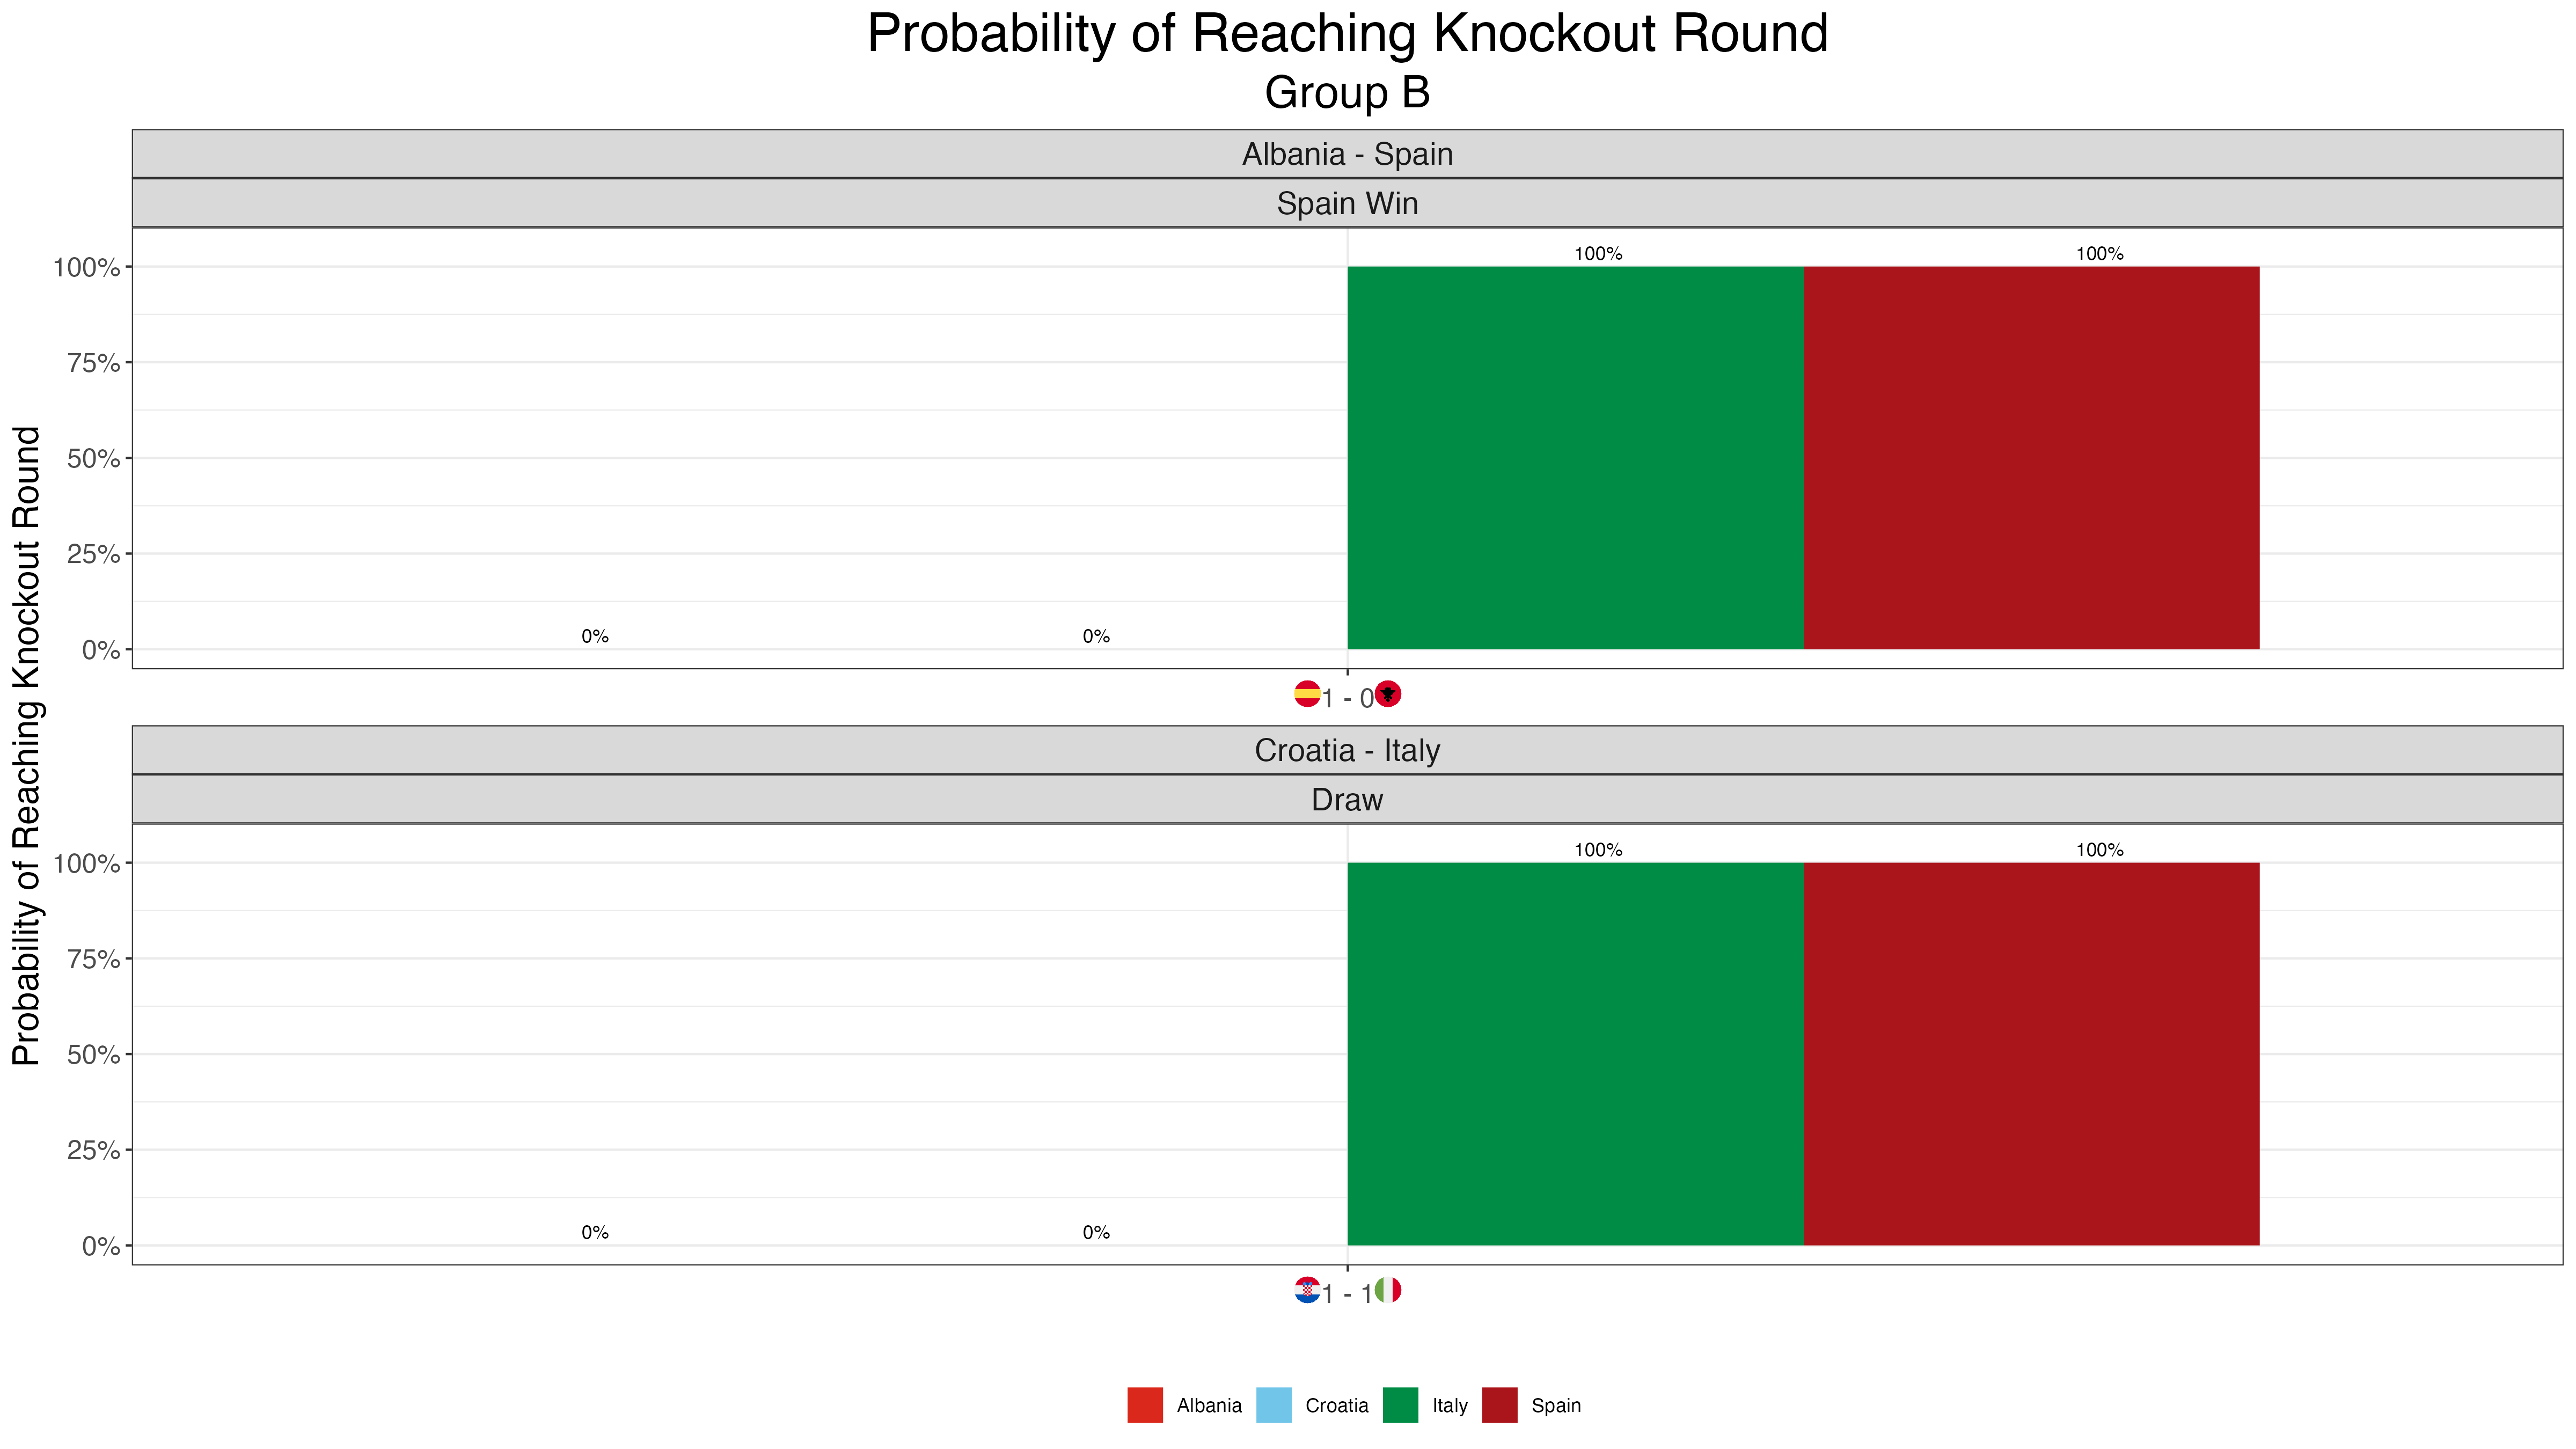 Probability of Reaching Knockout Round
Group B
Probability of Reaching Knockout Round
Albania - Spain
Spain Win
100% 100%
100%
75%
50%
25%
0% 0%
0%
1 - 0
Croatia - Italy
Draw
100% 100%
100%
75%
50%
25%
0% 0%
0%
1 - 1
Albania Croatia Italy Spain